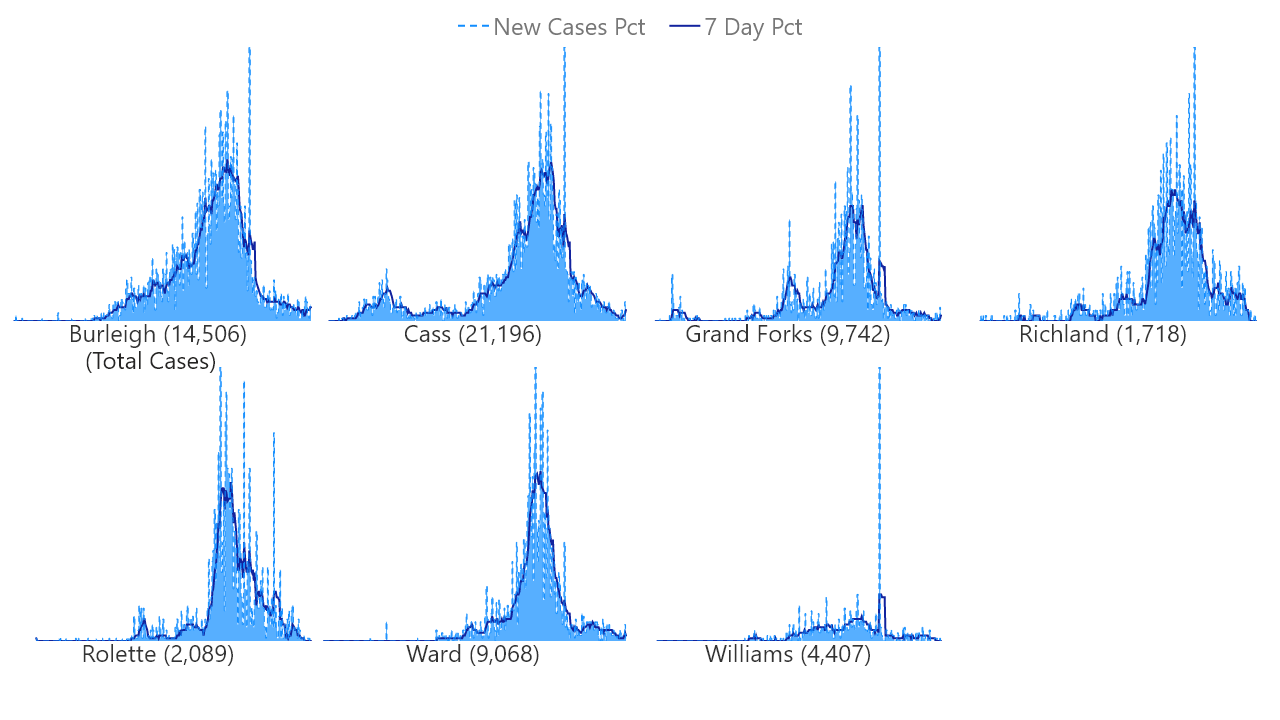 New Cases Pct 7 Day Pct
Burleigh (14,506)
(Total Cases)
Cass (21,196)
Grand Forks (9,742)
Richland (1,718)
Rolette (2,089)
Ward (9,068)
Williams (4,407)